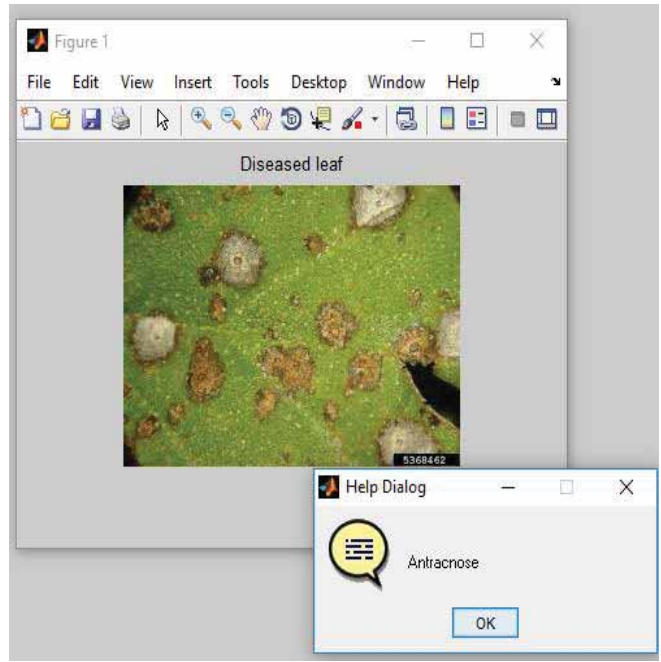 Figure 1
File Edit View Insert Tools Desktop Window Help
Diseased leaf
5368462
Help Dialog
Antracnose
OK